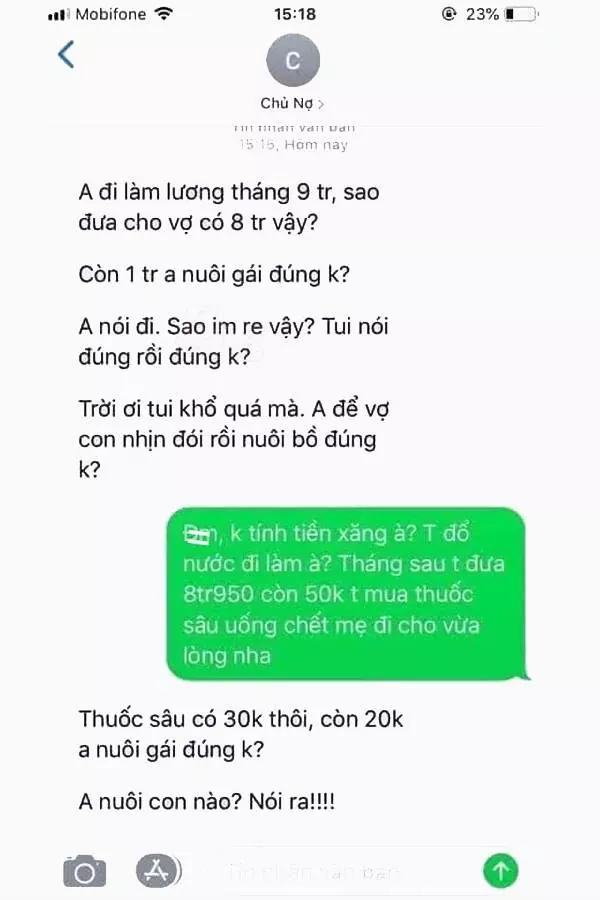 Mobifone
15:18
23%
C
Chủ Nợ >
Tin nhắn văn bản
15:15, Hôm nay
A đi làm lương tháng 9 tr, sao
đưa cho vợ có 8 tr vậy?
Còn 1 tr a nuôi gái đúng k?
A nói đi. Sao im re vậy? Tui nói
đúng rồi đúng k?
Trời ơi tui khổ quá mà. A để vợ
con nhịn đói rồi nuôi bồ đúng
k?
, k tính tiền xăng à? T đổ
nước đi làm à? Tháng sau t đưa
8tr950 còn 50k t mua thuốc
sâu uống chết mẹ đi cho vừa
lòng nha
Thuốc sâu có 30k thôi, còn 20k
a nuôi gái đúng k?
A nuôi con nào? Nói ra!!!!
Tin nhắn văn bản